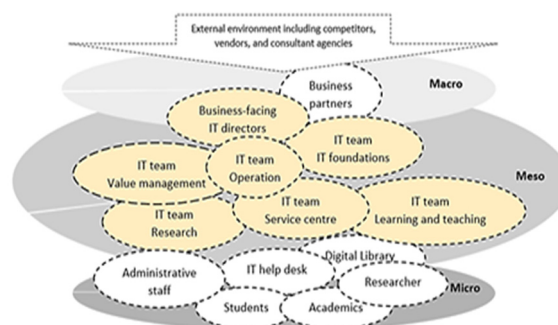 External environment including competitors,
vendors, and consultant agencies
Macro
Business
partners
Business-facing
IT directors
IT team
IT foundations
IT team
Operation
IT team
Value management
Meso
IT team
Service centre
IT team
Learning and teaching
IT team
Research
Digital Library
IT help desk
Administrative
staff
Researcher
Micro
Students
Academics